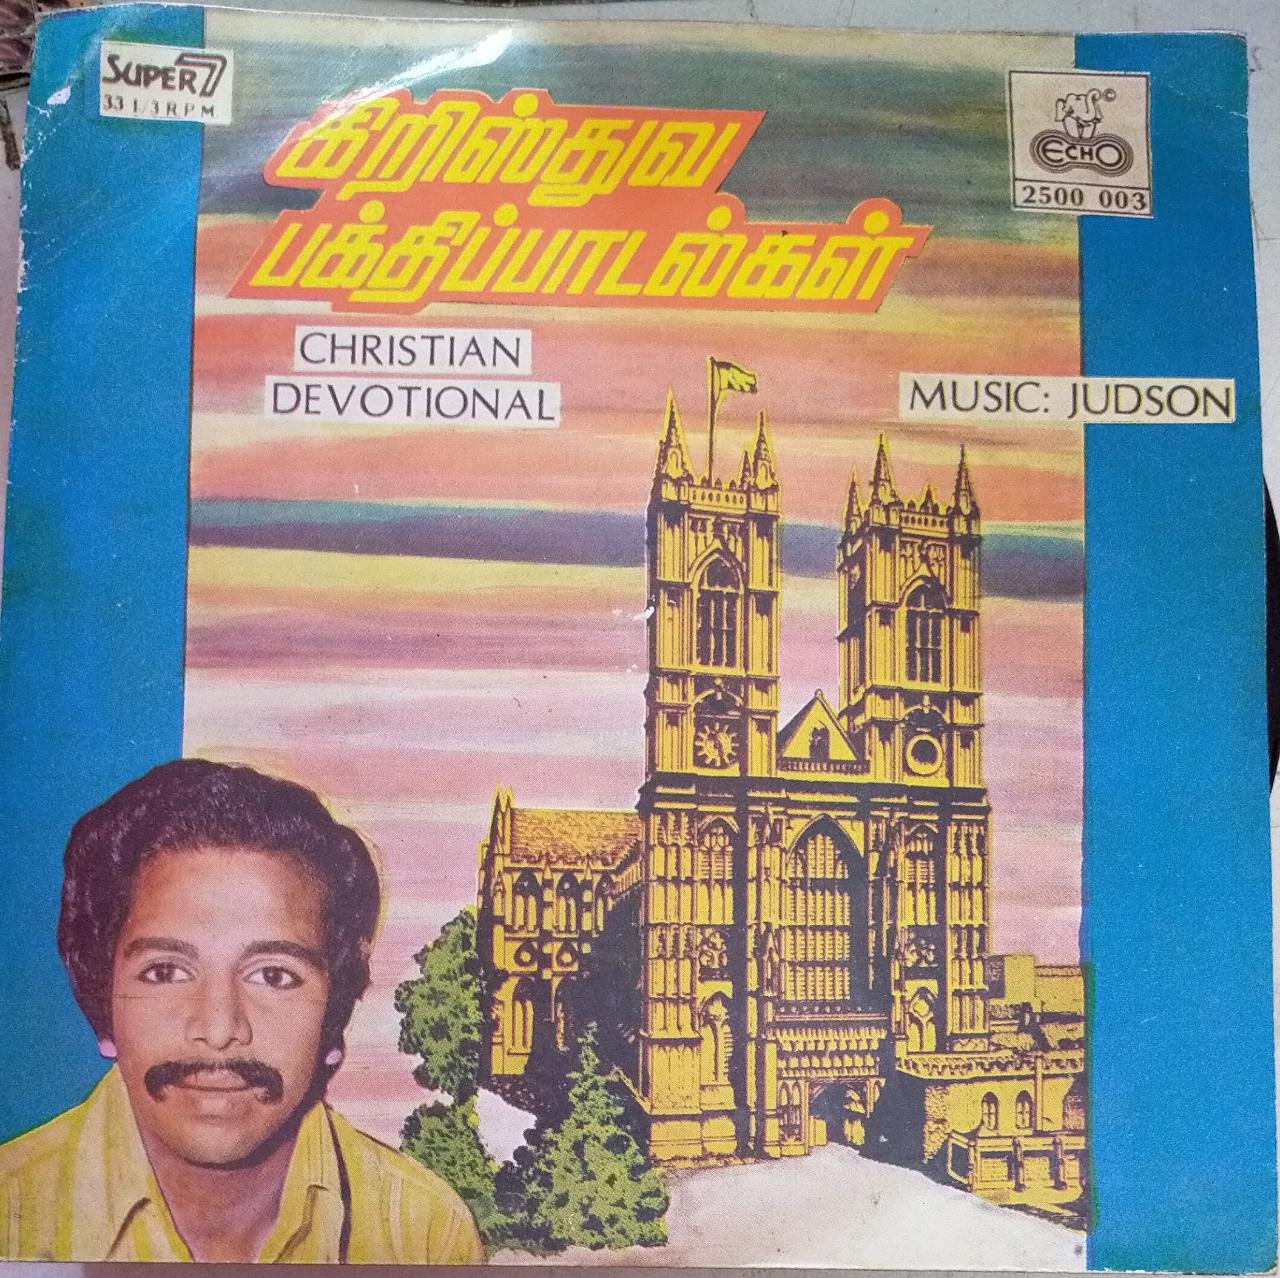 SUPER 7
33 1/3 RPM
கிறிஸ்துவ
பக்திப்பாடல்கள்
CHRISTIAN
DEVOTIONAL
ECHO
2500 003
MUSIC: JUDSON